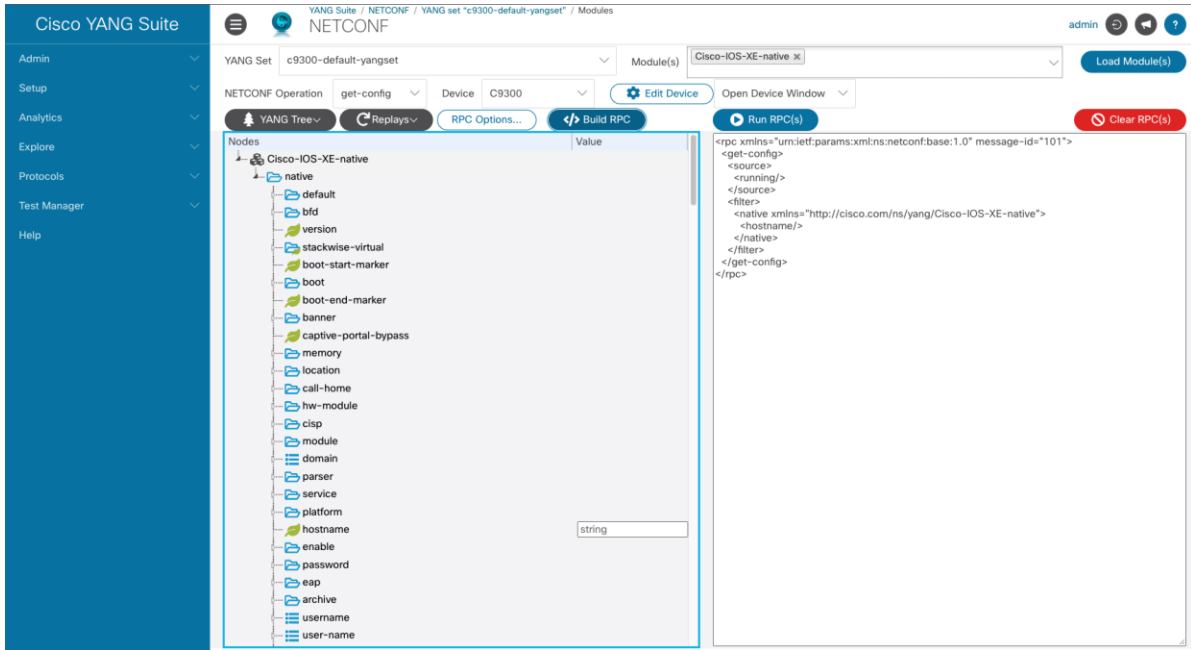 Cisco YANG Suite
YANG Suite / NETCONF / YANG set "c9300-default-yangset" / Modules
NETCONF
admin
?
Admin
Setup
Analytics
Explore
Protocols
Test Manager
Help
YANG Set c9300-default-yangset Module(s) Cisco-IOS-XE-native × Load Module(s)
NETCONF Operation get-config Device C9300 Edit Device Open Device Window
YANG Tree Replays RPC Options... </> Build RPC Run RPC(s) Clear RPC(s)
Nodes Value
Cisco-IOS-XE-native
native
default
bfd
version
stackwise-virtual
boot-start-marker
boot
boot-end-marker
banner
captive-portal-bypass
memory
location
call-home
hw-module
cisp
module
domain
parser
service
platform
hostname string
enable
password
eap
archive
username
user-name
<rpc xmlns="urn:ietf:params:xml:ns:netconf:base:1.0" message-id="101">
<get-config>
<source>
<running/>
</source>
<filter>
<native xmlns="http://cisco.com/ns/yang/Cisco-IOS-XE-native">
<hostname/>
</native>
</filter>
</get-config>
</rpc>